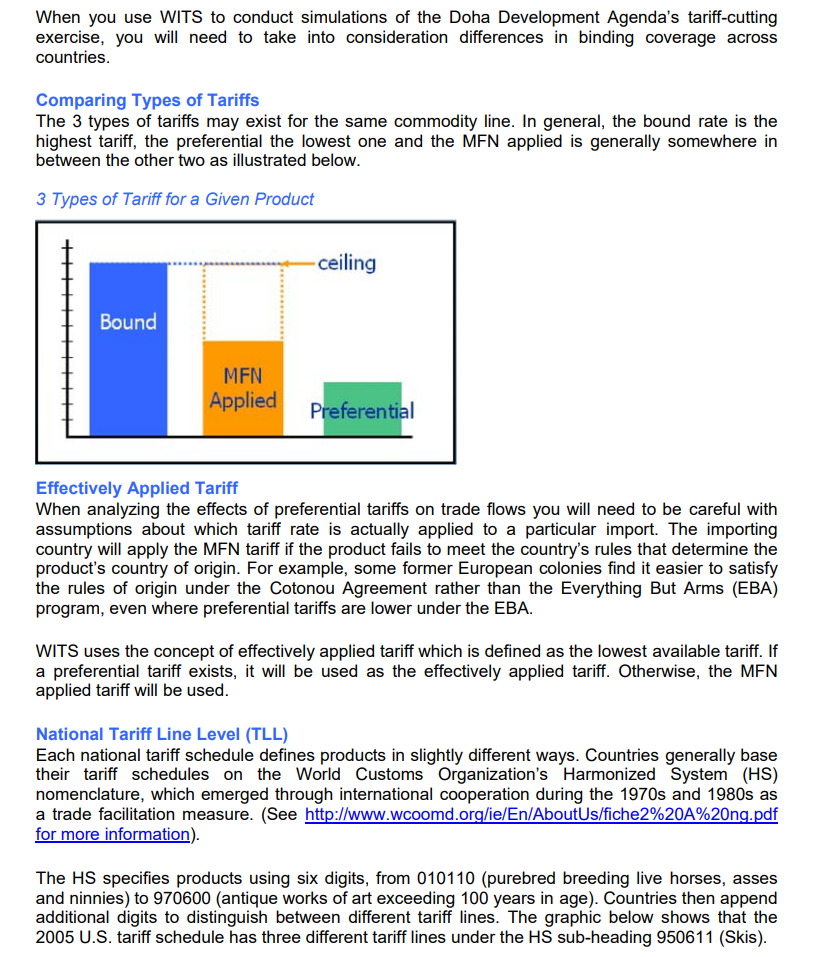 When you use WITS to conduct simulations of the Doha Development Agenda's tariff-cutting
exercise, you will need to take into consideration differences in binding coverage across
countries.
Comparing Types of Tariffs
The 3 types of tariffs may exist for the same commodity line. In general, the bound rate is the
highest tariff, the preferential the lowest one and the MFN applied is generally somewhere in
between the other two as illustrated below.
3 Types of Tariff for a Given Product
ceiling
Bound
MFN
Applied
Preferential
Effectively Applied Tariff
When analyzing the effects of preferential tariffs on trade flows you will need to be careful with
assumptions about which tariff rate is actually applied to a particular import. The importing
country will apply the MFN tariff if the product fails to meet the country's rules that determine the
product's country of origin. For example, some former European colonies find it easier to satisfy
the rules of origin under the Cotonou Agreement rather than the Everything But Arms (EBA)
program, even where preferential tariffs are lower under the EBA.
WITS uses the concept of effectively applied tariff which is defined as the lowest available tariff. If
a preferential tariff exists, it will be used as the effectively applied tariff. Otherwise, the MFN
applied tariff will be used.
National Tariff Line Level (TLL)
Each national tariff schedule defines products in slightly different ways. Countries generally base
their tariff schedules on the World Customs Organization's Harmonized System (HS)
nomenclature, which emerged through international cooperation during the 1970s and 1980s as
a trade facilitation measure. (See http://www.wcoomd.org/ie/En/AboutUs/fiche2%20A%20ng.pdf
for more information).
The HS specifies products using six digits, from 010110 (purebred breeding live horses, asses
and ninnies) to 970600 (antique works of art exceeding 100 years in age). Countries then append
additional digits to distinguish between different tariff lines. The graphic below shows that the
2005 U.S. tariff schedule has three different tariff lines under the HS sub-heading 950611 (Skis).